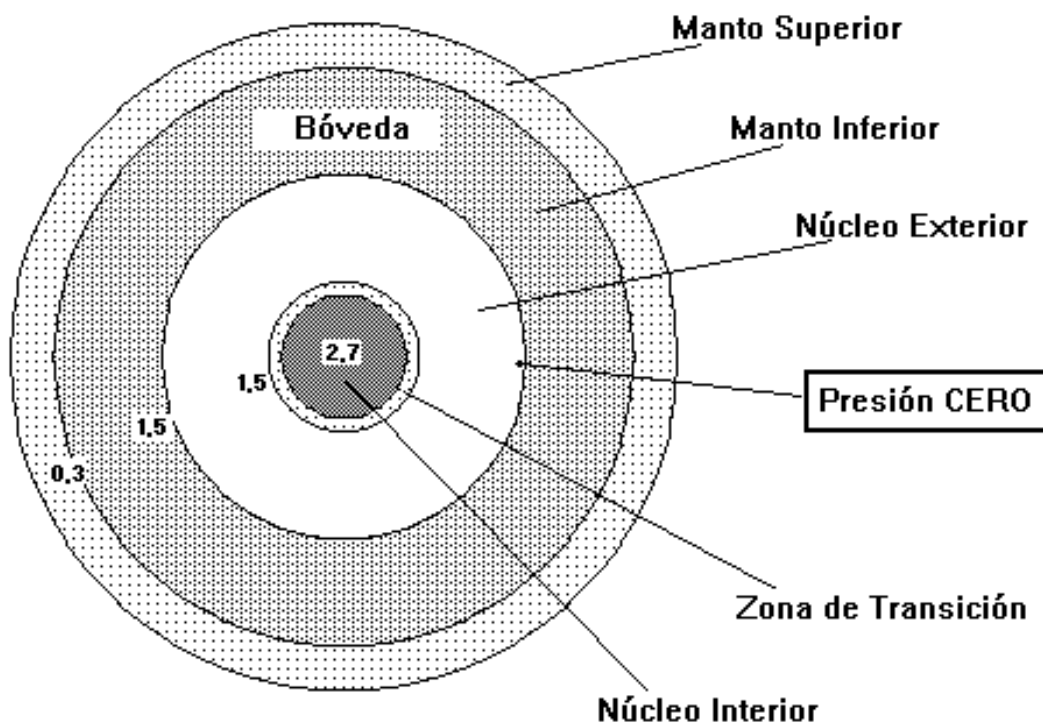 Manto Superior
Bóveda
Manto Inferior
Núcleo Exterior
2,7
1,5
Presión CERO
1,5
0,3
Zona de Transición
Núcleo Interior